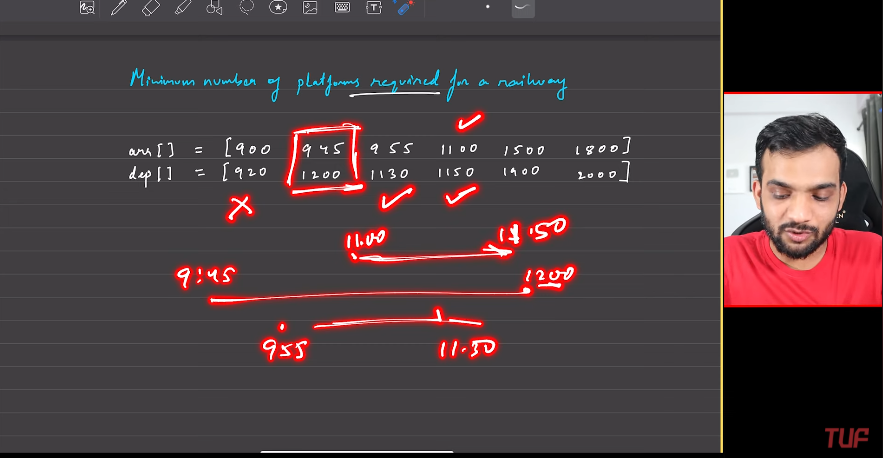 Minimum number of platforms required for a railway
arr[] = [900 945 955 1100 1500 1800]
dep[] = [920 1200 1130 1150 1900 2000]
11.00 11.50
9:45 1200
955 11.30
TUF